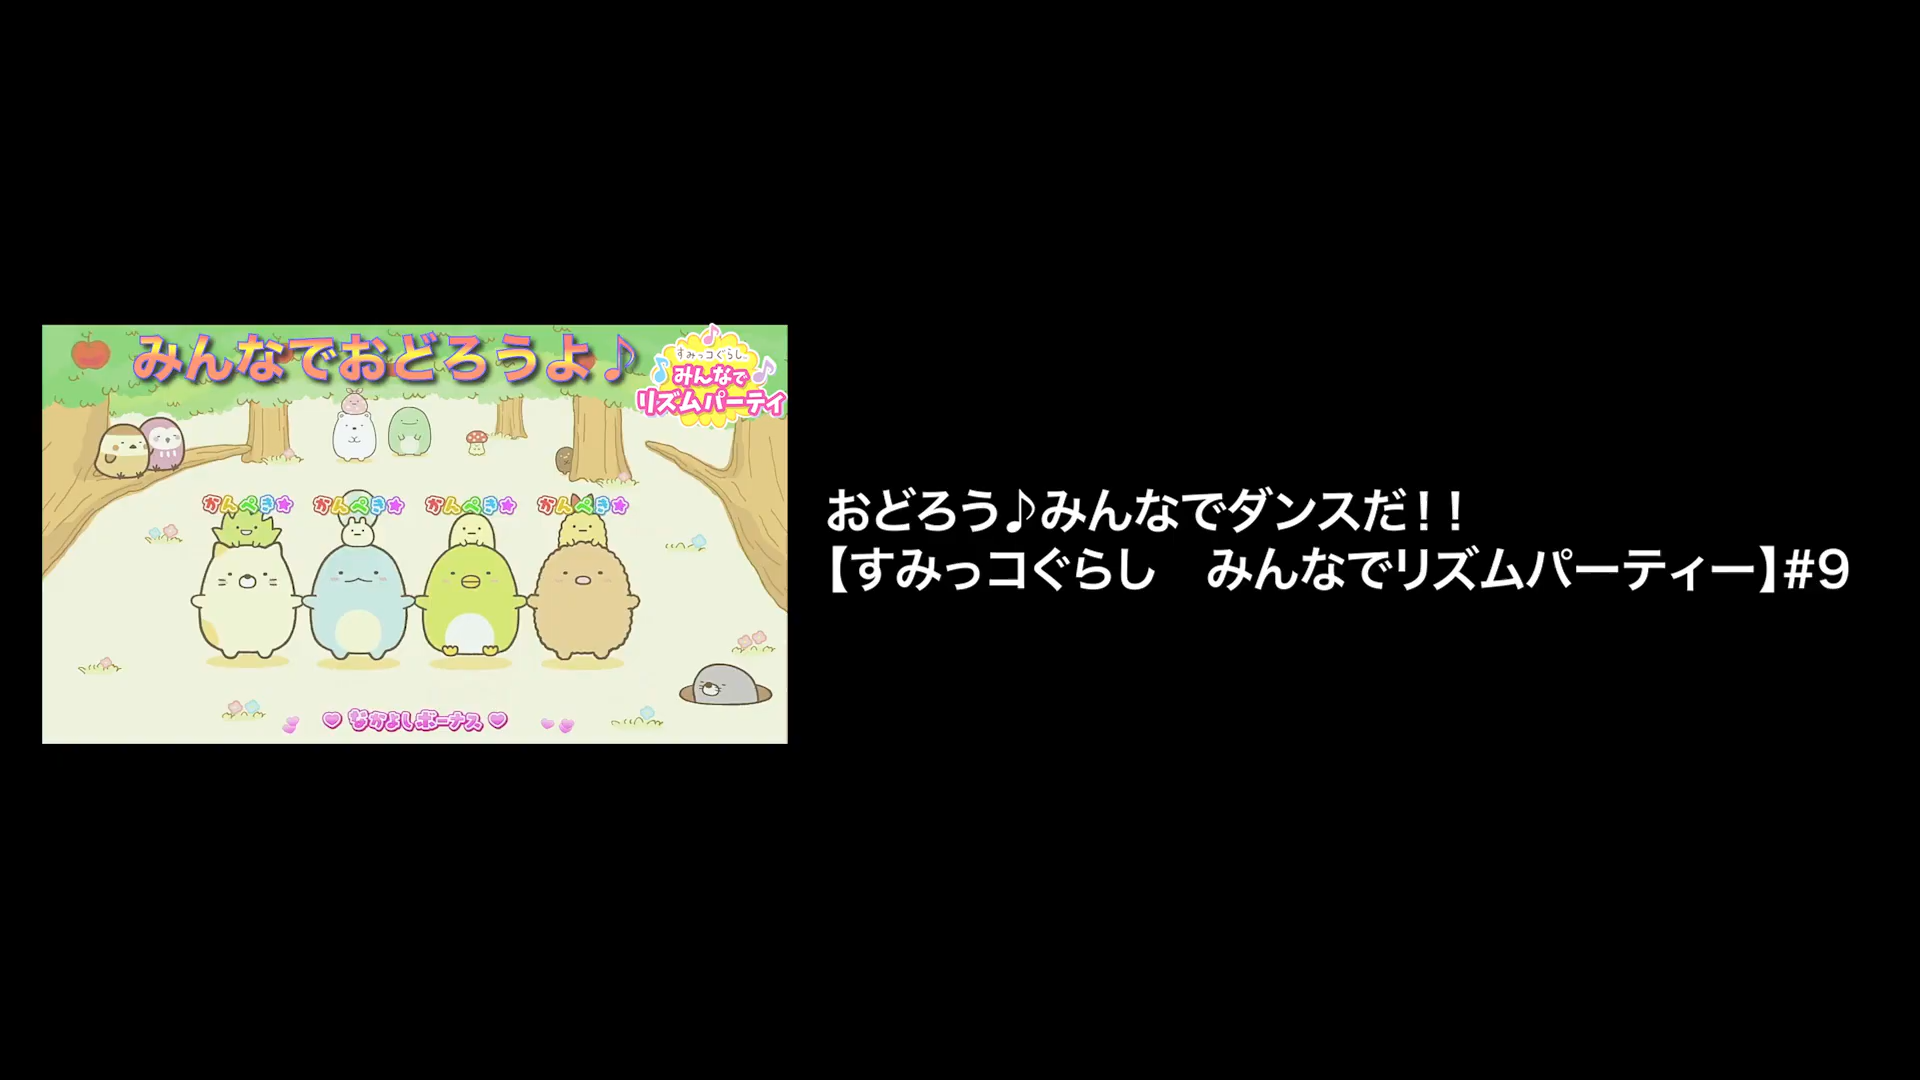 みんなでおどろうよ♪
すみっコぐらし
みんなで
リズムパーティ
かんぺき★ かんぺき★ かんぺき★ かんぺき★
♥ なかよしボーナス ♥
おどろう♪みんなでダンスだ！！
【すみっコぐらし　みんなでリズムパーティー】#9